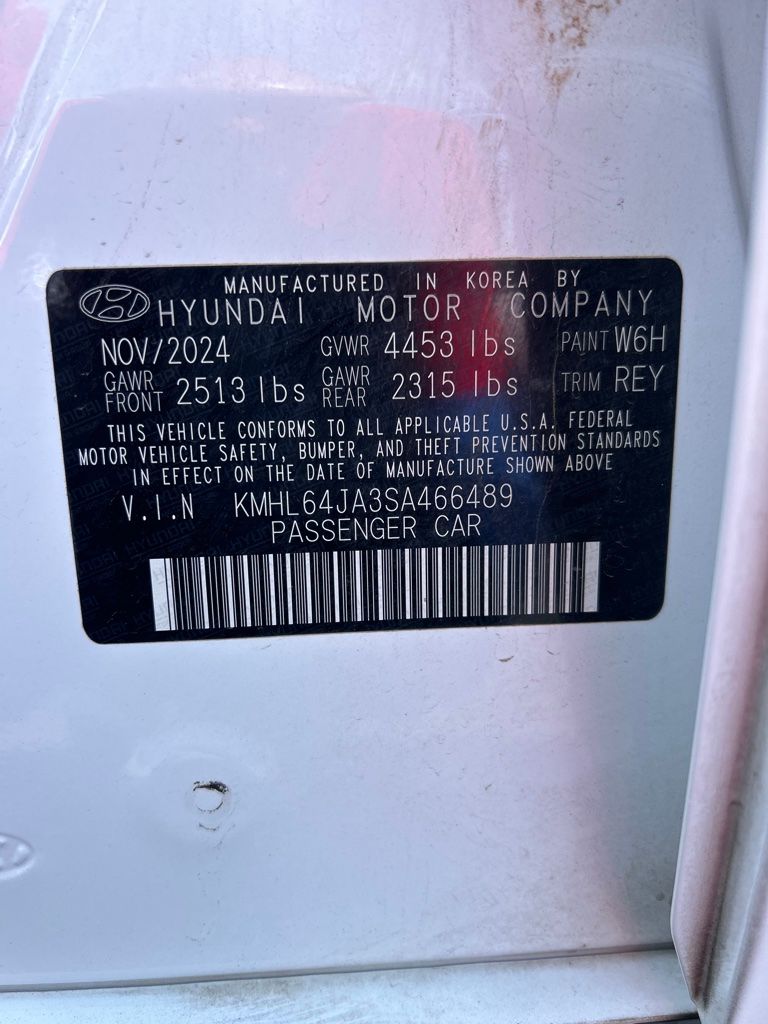 MANUFACTURED IN KOREA BY
HYUNDAI MOTOR COMPANY
NOV/2024 GVWR 4453 lbs PAINT W6H
GAWR FRONT 2513 lbs GAWR REAR 2315 lbs TRIM REY
THIS VEHICLE CONFORMS TO ALL APPLICABLE U.S.A. FEDERAL
MOTOR VEHICLE SAFETY, BUMPER, AND THEFT PREVENTION STANDARDS
IN EFFECT ON THE DATE OF MANUFACTURE SHOWN ABOVE
V.I.N KMHL64JA3SA466489
PASSENGER CAR